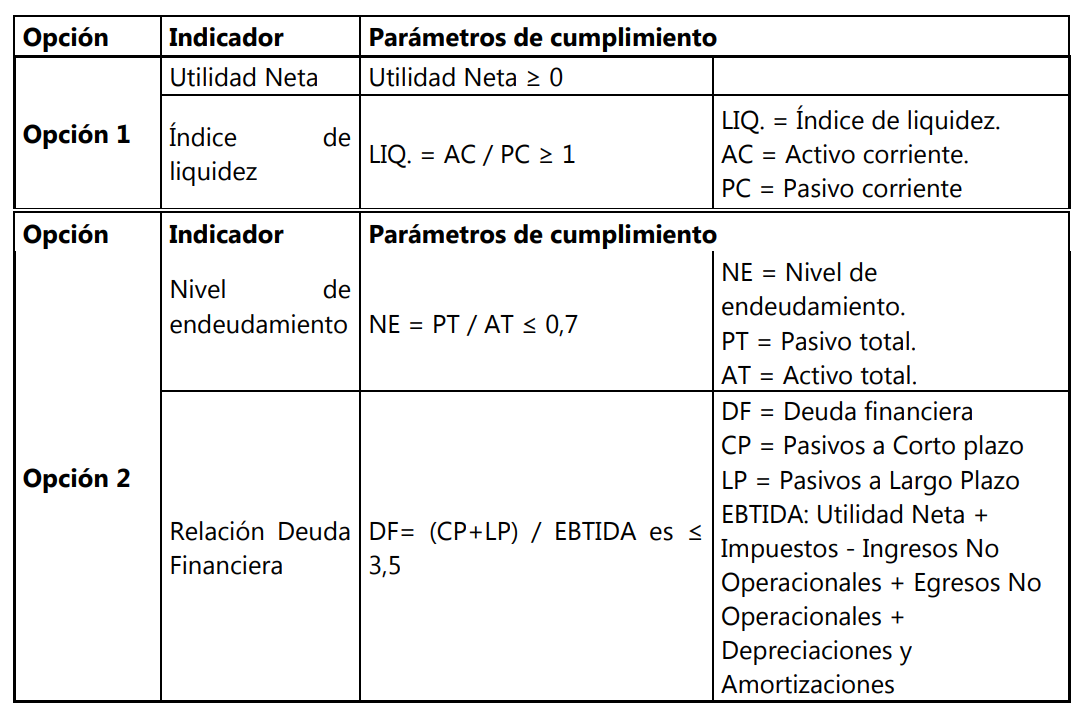 Opción Indicador Parámetros de cumplimiento
Opción 1
Utilidad Neta Utilidad Neta ≥ 0
Índice de
liquidez
LIQ. = AC / PC ≥ 1
LIQ. = Índice de liquidez.
AC = Activo corriente.
PC = Pasivo corriente
Opción Indicador Parámetros de cumplimiento
Opción 2
Nivel de
endeudamiento
NE = PT / AT ≤ 0,7
NE = Nivel de
endeudamiento.
PT = Pasivo total.
AT = Activo total.
Relación Deuda
Financiera
DF= (CP+LP) / EBTIDA es ≤
3,5
DF = Deuda financiera
CP = Pasivos a Corto plazo
LP = Pasivos a Largo Plazo
EBTIDA: Utilidad Neta +
Impuestos - Ingresos No
Operacionales + Egresos No
Operacionales +
Depreciaciones y
Amortizaciones